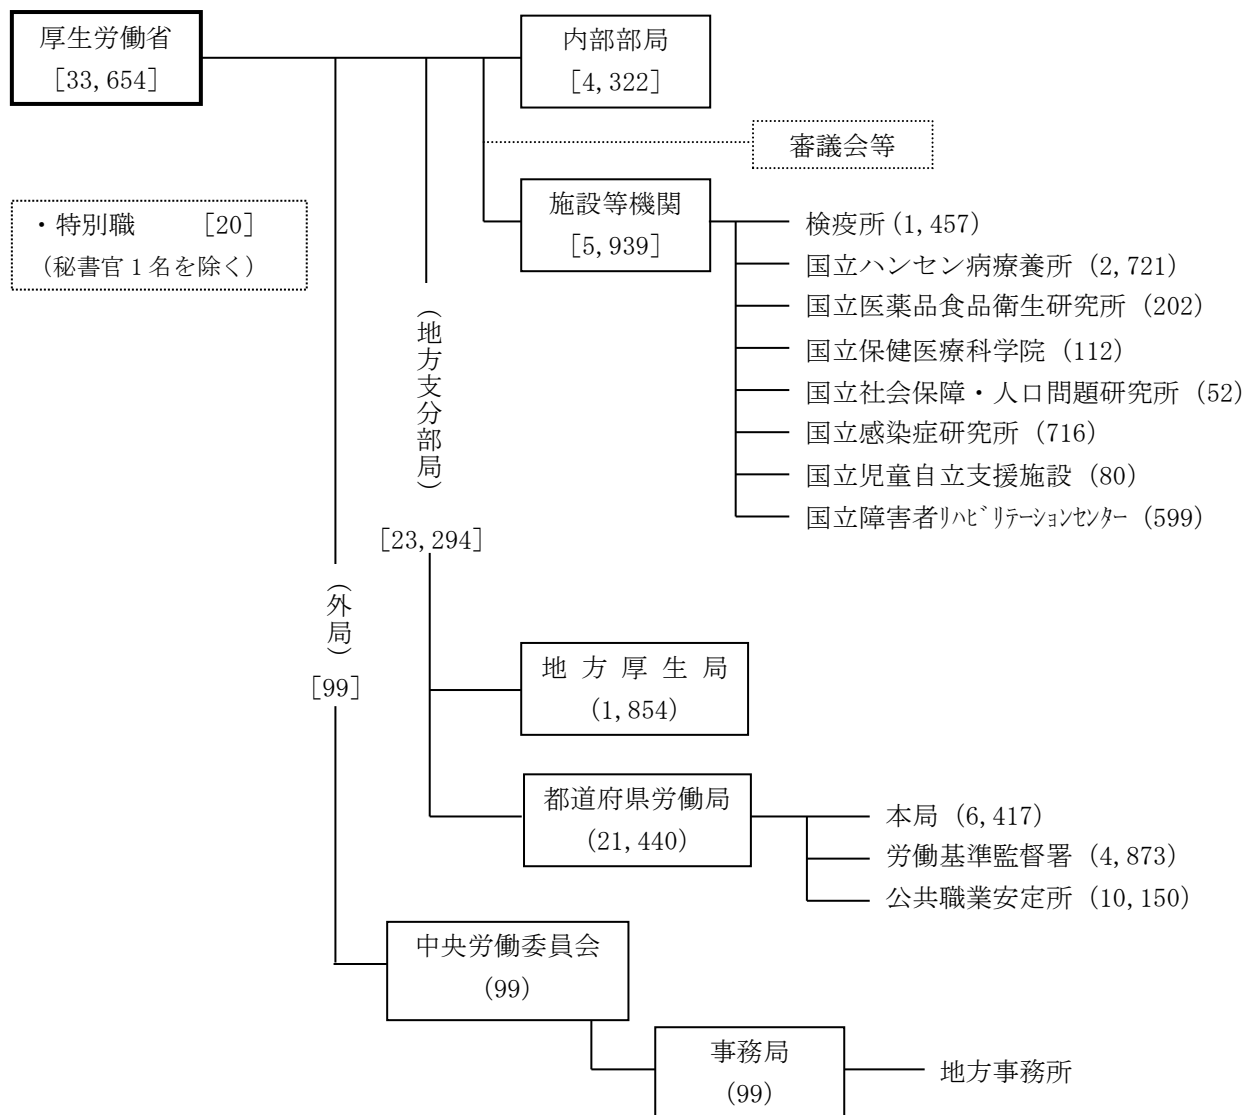 厚生労働省
［33,654］
内部部局
［4,322］
審議会等
施設等機関
［5,939］
・特別職　　［20］
（秘書官１名を除く）
検疫所（1,457）
国立ハンセン病療養所（2,721）
国立医薬品食品衛生研究所（202）
国立保健医療科学院（112）
国立社会保障・人口問題研究所（52）
国立感染症研究所（716）
国立児童自立支援施設（80）
国立障害者ﾘﾊﾋﾞﾘﾃｰｼｮﾝｾﾝﾀｰ（599）
（地方支分部局）
［23,294］
（外局）
［99］
地方厚生局
（1,854）
都道府県労働局
（21,440）
本局（6,417）
労働基準監督署（4,873）
公共職業安定所（10,150）
中央労働委員会
（99）
事務局
（99）
地方事務所